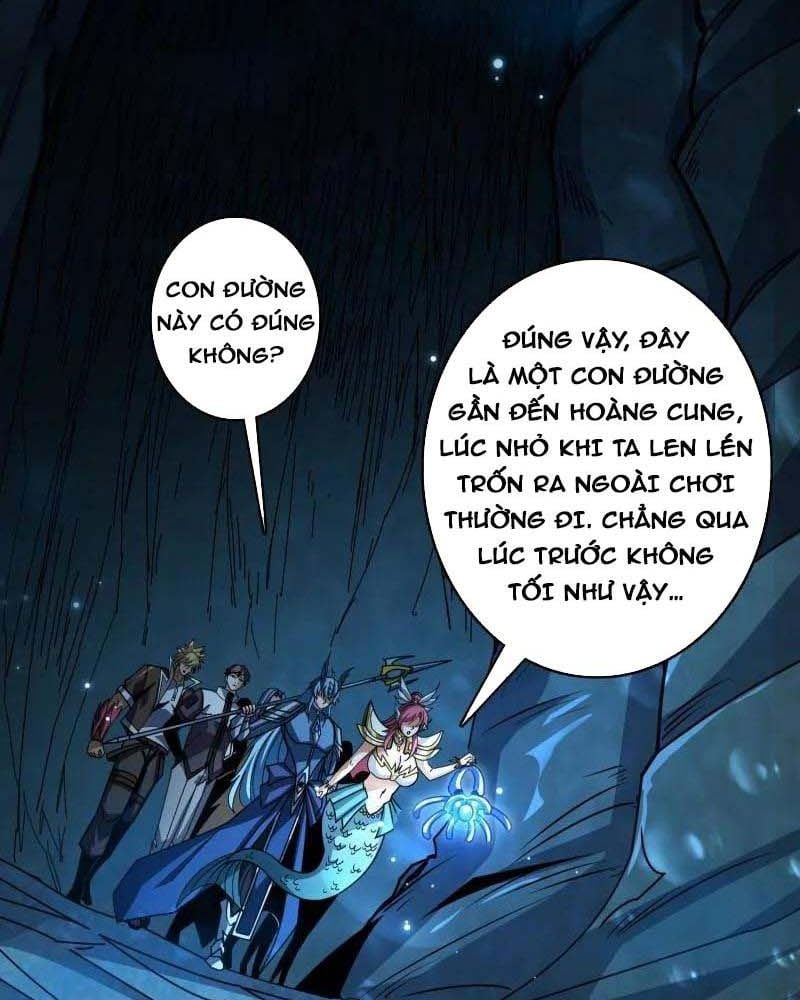 CON ĐƯỜNG
NÀY CÓ ĐÚNG
KHÔNG?
ĐÚNG VẬY, ĐÂY
LÀ MỘT CON ĐƯỜNG
GẦN ĐẾN HOÀNG CUNG,
LÚC NHỎ KHI TA LEN LÉN
TRỐN RA NGOÀI CHƠI
THƯỜNG ĐI. CHẲNG QUA
LÚC TRƯỚC KHÔNG
TỐI NHƯ VẬY...